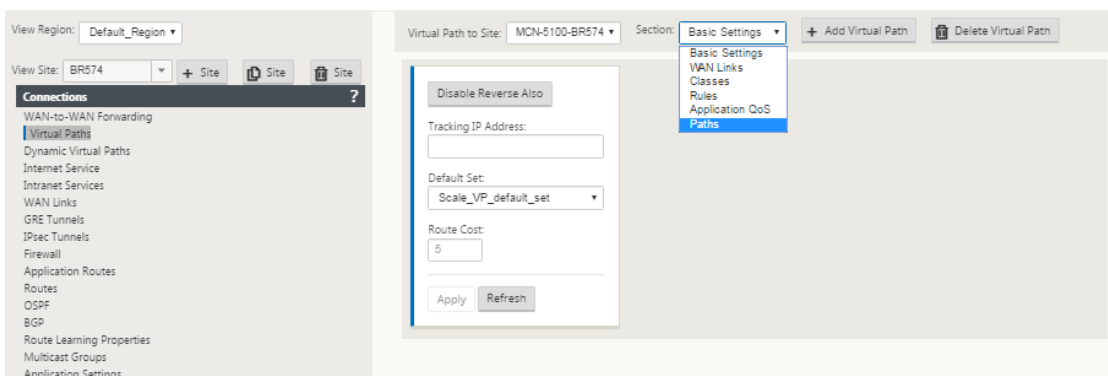 View Region: Default_Region
View Site: BR574 + Site Site Site
Connections ?
WAN-to-WAN Forwarding
Virtual Paths
Dynamic Virtual Paths
Internet Service
Intranet Services
WAN Links
GRE Tunnels
IPsec Tunnels
Firewall
Application Routes
Routes
OSPF
BGP
Route Learning Properties
Multicast Groups
Application Settings
Virtual Path to Site: MCN-5100-BR574 Section: Basic Settings + Add Virtual Path Delete Virtual Path
Basic Settings
WAN Links
Classes
Rules
Application QoS
Paths
Disable Reverse Also
Tracking IP Address:
Default Set:
Scale_VP_default_set
Route Cost:
5
Apply Refresh